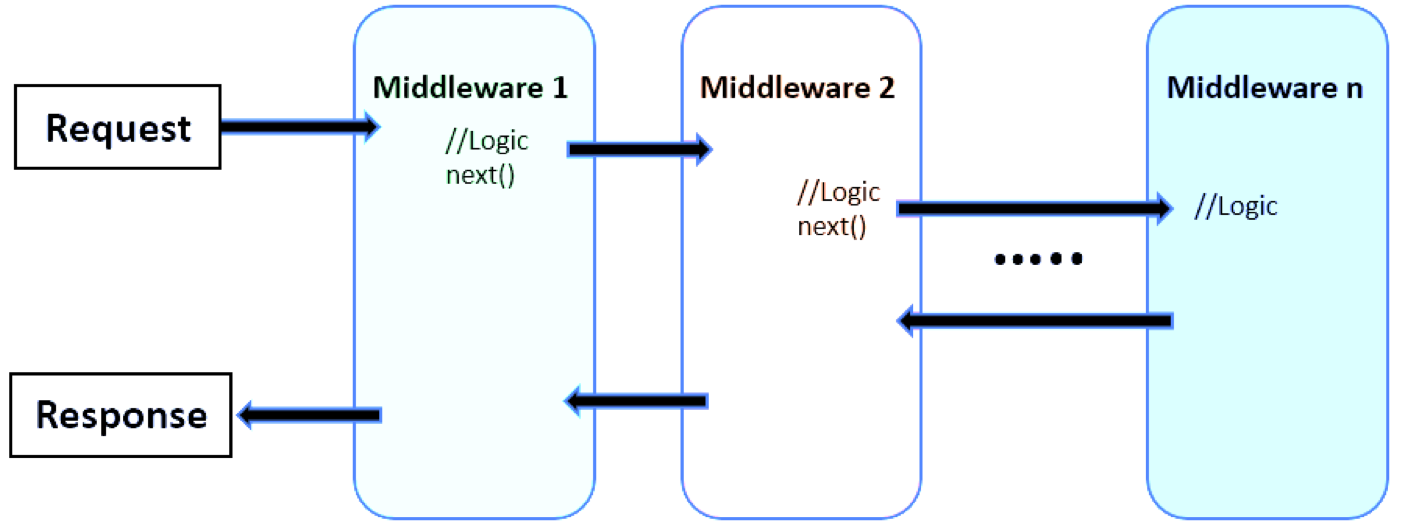 Request
Middleware 1
//Logic
next()
Middleware 2
//Logic
next()
Middleware n
//Logic
.....
Response